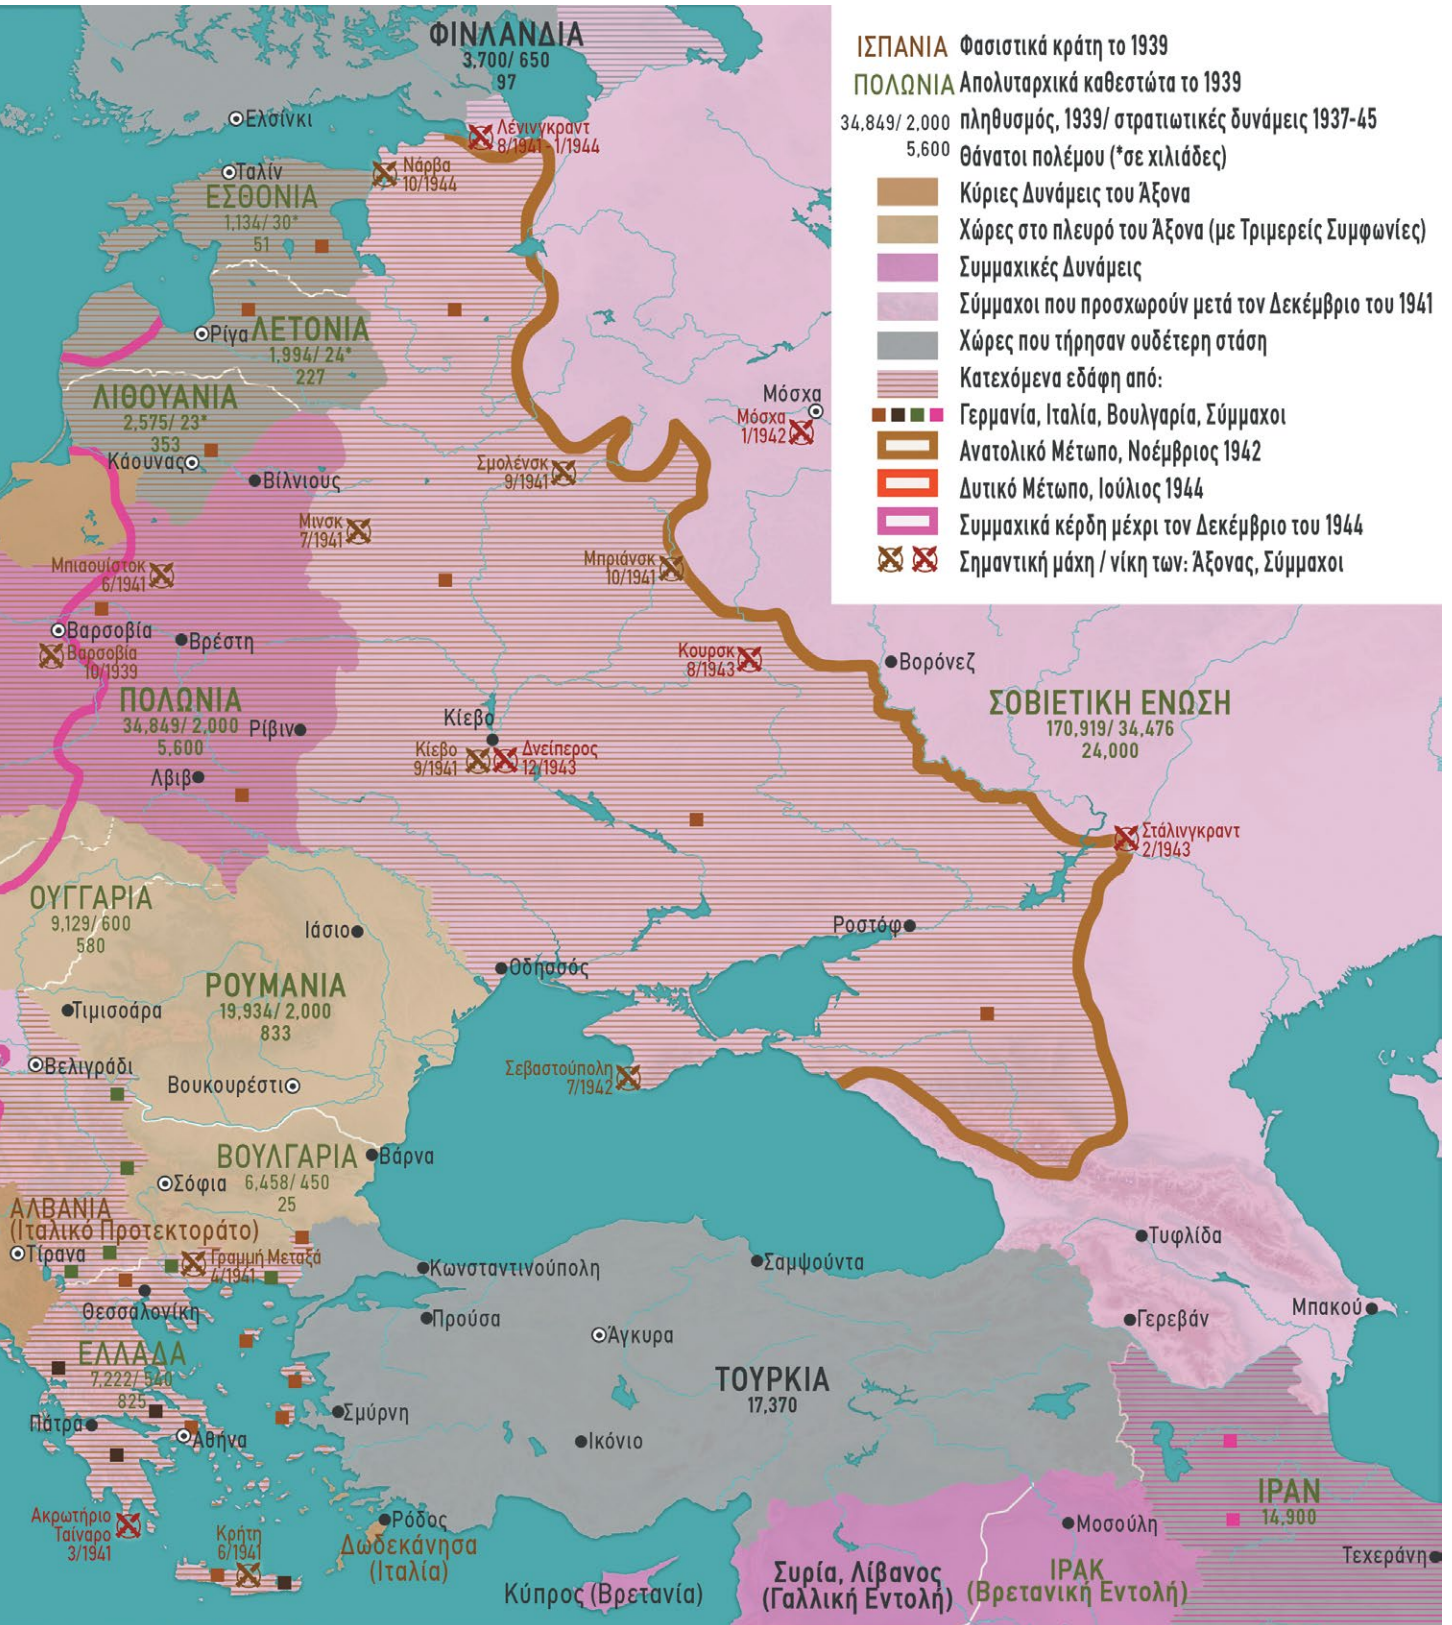 ΙΣΠΑΝΙΑ Φασιστικά κράτη το 1939
ΠΟΛΩΝΙΑ Απολυταρχικά καθεστώτα το 1939
34,849/ 2,000 πληθυσμός, 1939/ στρατιωτικές δυνάμεις 1937-45
5,600 Θάνατοι πολέμου (*σε χιλιάδες)
Κύριες Δυνάμεις του Άξονα
Χώρες στο πλευρό του Άξονα (με Τριμερείς Συμφωνίες)
Συμμαχικές Δυνάμεις
Σύμμαχοι που προσχωρούν μετά τον Δεκέμβριο του 1941
Χώρες που τήρησαν ουδέτερη στάση
Κατεχόμενα εδάφη από:
Γερμανία, Ιταλία, Βουλγαρία, Σύμμαχοι
Ανατολικό Μέτωπο, Νοέμβριος 1942
Δυτικό Μέτωπο, Ιούλιος 1944
Συμμαχικά κέρδη μέχρι τον Δεκέμβριο του 1944
Σημαντική μάχη / νίκη των: Άξονας, Σύμμαχοι
ΦΙΝΛΑΝΔΙΑ
3,700/ 650
97
Ελσίνκι
Λένινγκραντ
8/1941 - 1/1944
Νάρβα
10/1944
Ταλίν
ΕΣΘΟΝΙΑ
1,134/ 30*
51
Ρίγα
ΛΕΤΟΝΙΑ
1,994/ 24*
227
ΛΙΘΟΥΑΝΙΑ
2,575/ 23*
353
Κάουνας
Βίλνιους
Μόσχα
Μόσχα
1/1942
Σμολένσκ
9/1941
Μινσκ
7/1941
Μπριάνσκ
10/1941
Μπιαουίστοκ
6/1941
Βαρσοβία
Βαρσοβία
10/1939
Βρέστη
Κουρσκ
8/1943
Βορόνεζ
ΠΟΛΩΝΙΑ
34,849/ 2,000
5,600
Ρίβιν
Λβιβ
Κίεβο
Κίεβο
9/1941
Δνείπερος
12/1943
ΣΟΒΙΕΤΙΚΗ ΕΝΩΣΗ
170,919/ 34,476
24,000
Στάλινγκραντ
2/1943
ΟΥΓΓΑΡΙΑ
9,129/ 600
580
Ιάσιο
Ροστόφ
Οδησσός
ΡΟΥΜΑΝΙΑ
19,934/ 2,000
833
Τιμισοάρα
Βελιγράδι
Βουκουρέστι
Σεβαστούπολη
7/1942
ΒΟΥΛΓΑΡΙΑ
6,458/ 450
25
Βάρνα
Σόφια
ΑΛΒΑΝΙΑ
(Ιταλικό Προτεκτοράτο)
Τίρανα
Γραμμή Μεταξά
4/1941
Θεσσαλονίκη
Κωνσταντινούπολη
Σαμψούντα
Τυφλίδα
Προύσα
Άγκυρα
Γερεβάν
Μπακού
ΕΛΛΑΔΑ
7,222/ 540
825
ΤΟΥΡΚΙΑ
17,370
Πάτρα
Αθήνα
Σμύρνη
Ικόνιο
Ακρωτήριο
Ταίναρο
3/1941
Κρήτη
6/1941
Ρόδος
Δωδεκάνησα
(Ιταλία)
Κύπρος (Βρετανία)
Συρία, Λίβανος
(Γαλλική Εντολή)
ΙΡΑΚ
(Βρετανική Εντολή)
Μοσούλη
ΙΡΑΝ
14,900
Τεχεράνη